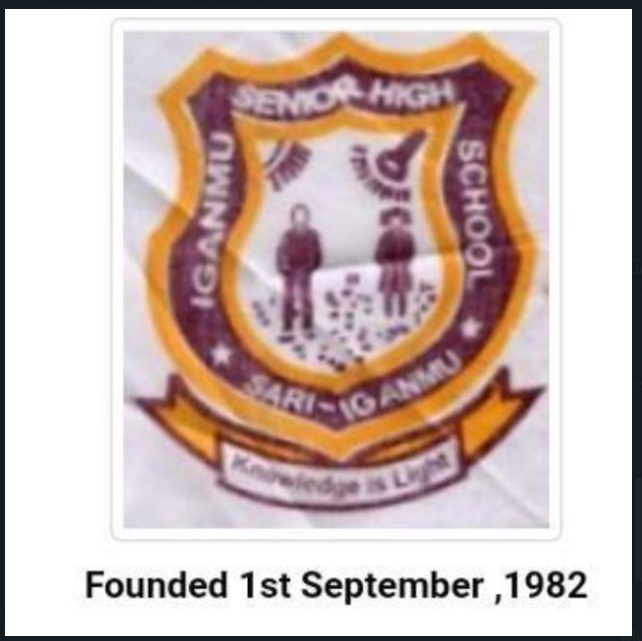 IGANMU SENIOR HIGH SCHOOL
SARI-IGANMU
Knowledge is Light
Founded 1st September ,1982